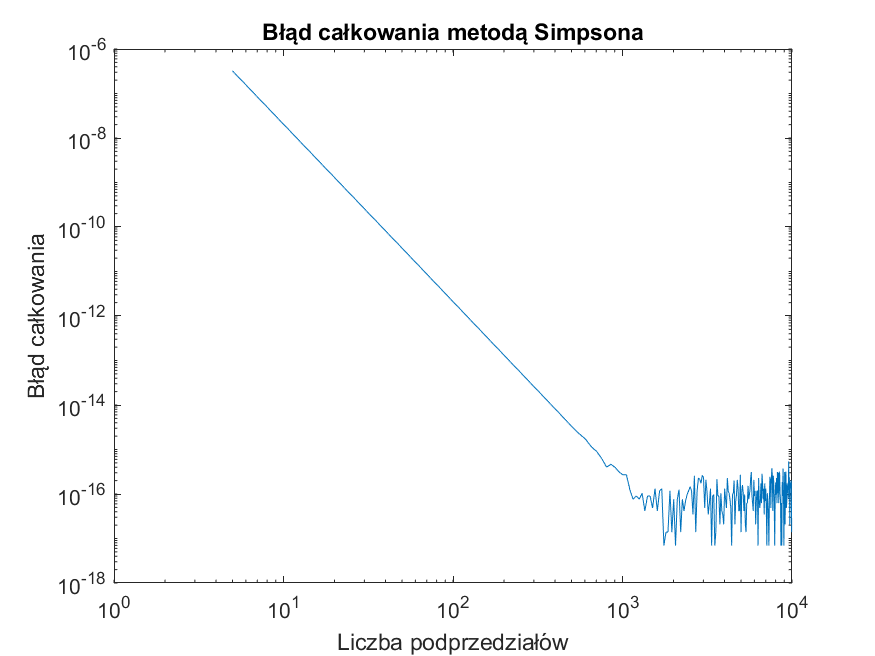 Błąd całkowania metodą Simpsona
10^-6
10^-8
10^-10
10^-12
10^-14
10^-16
10^-18
Błąd całkowania
10^0 10^1 10^2 10^3 10^4
Liczba podprzedziałów